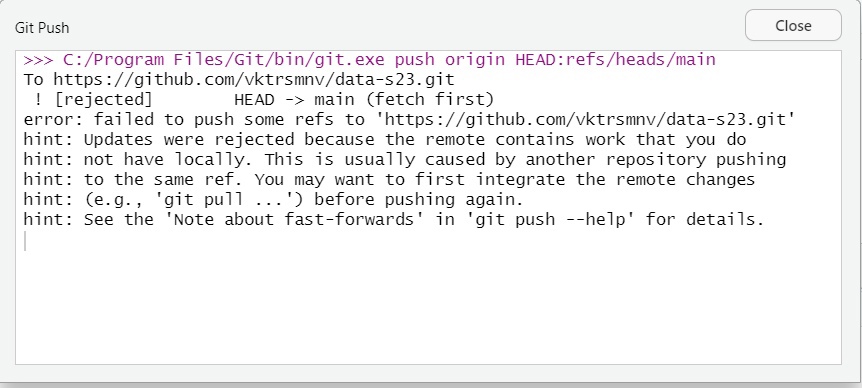 Git Push
Close
>>> C:/Program Files/Git/bin/git.exe push origin HEAD:refs/heads/main
To https://github.com/vktrsmnv/data-s23.git
 ! [rejected]        HEAD -> main (fetch first)
error: failed to push some refs to 'https://github.com/vktrsmnv/data-s23.git'
hint: Updates were rejected because the remote contains work that you do
hint: not have locally. This is usually caused by another repository pushing
hint: to the same ref. You may want to first integrate the remote changes
hint: (e.g., 'git pull ...') before pushing again.
hint: See the 'Note about fast-forwards' in 'git push --help' for details.